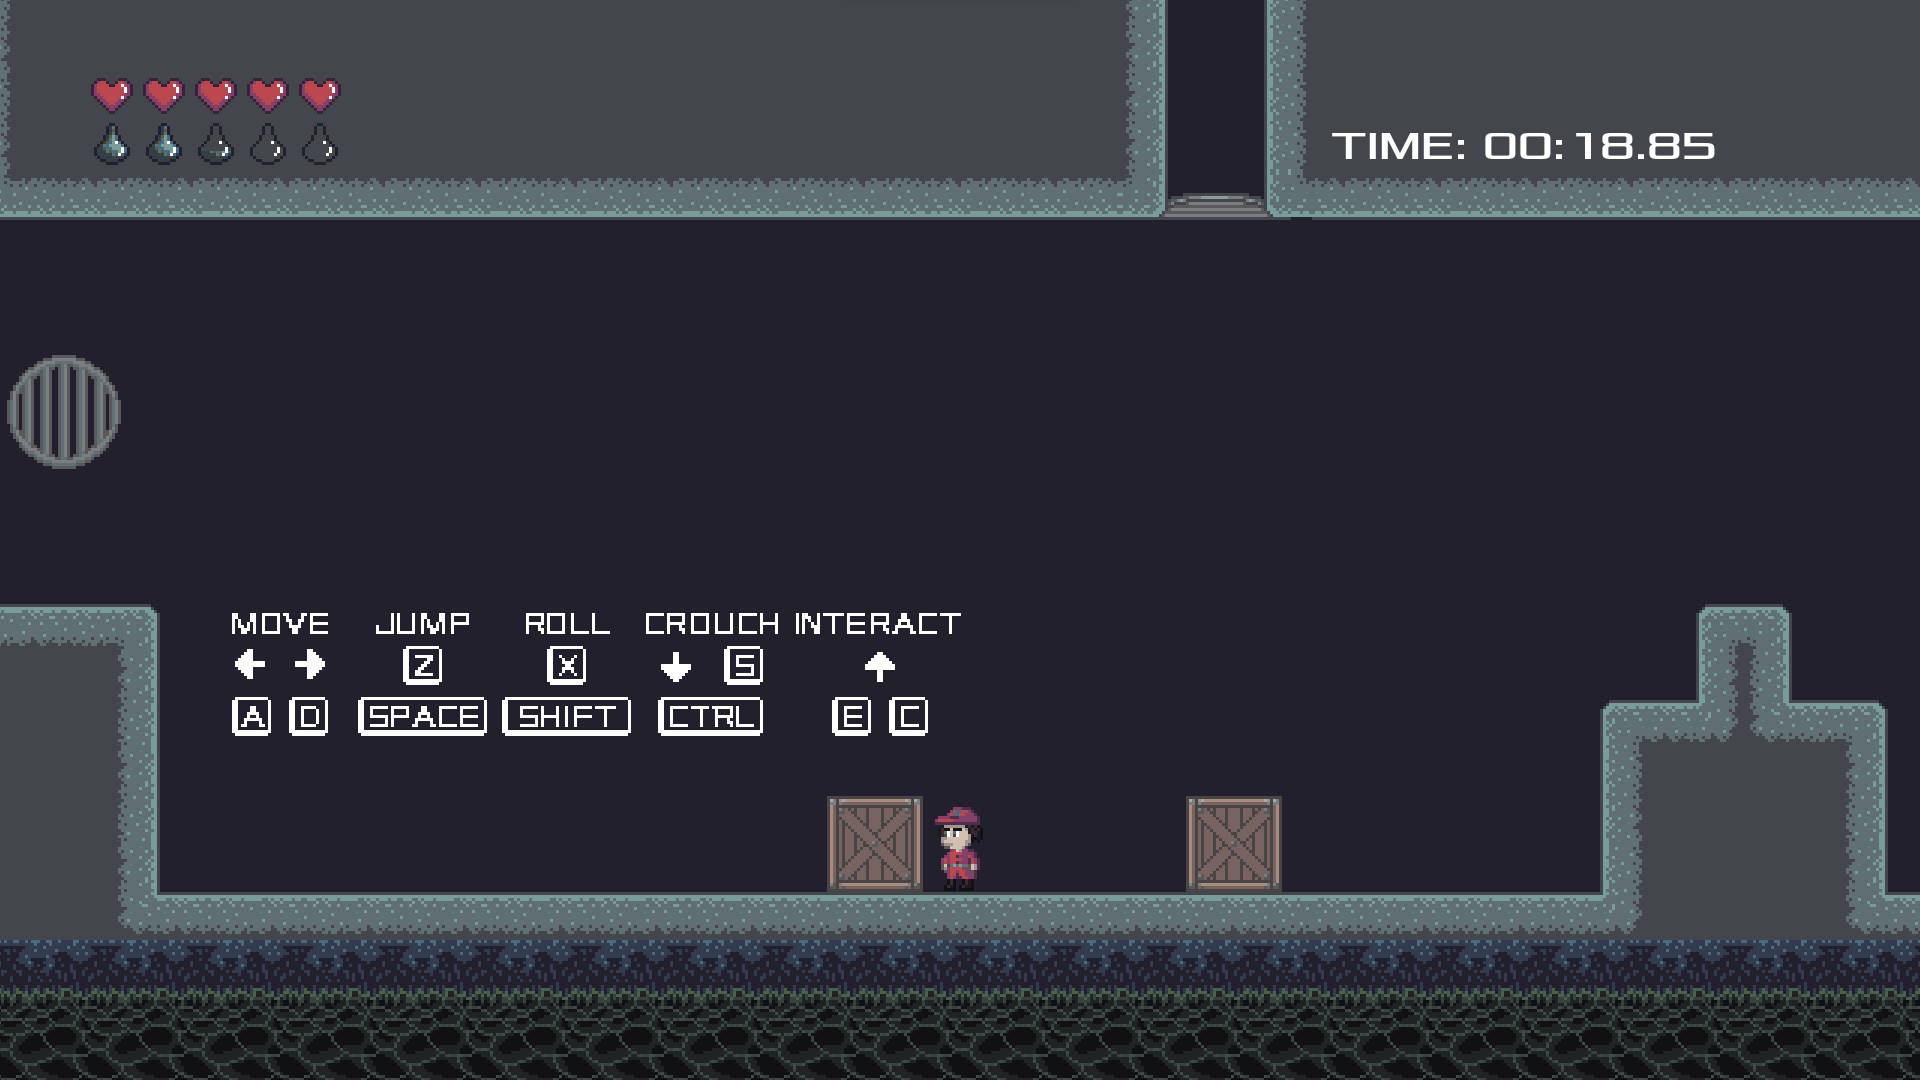 TIME: 00:18.85
MOVE JUMP ROLL CROUCH INTERACT
Z X S
A D SPACE SHIFT CTRL E C